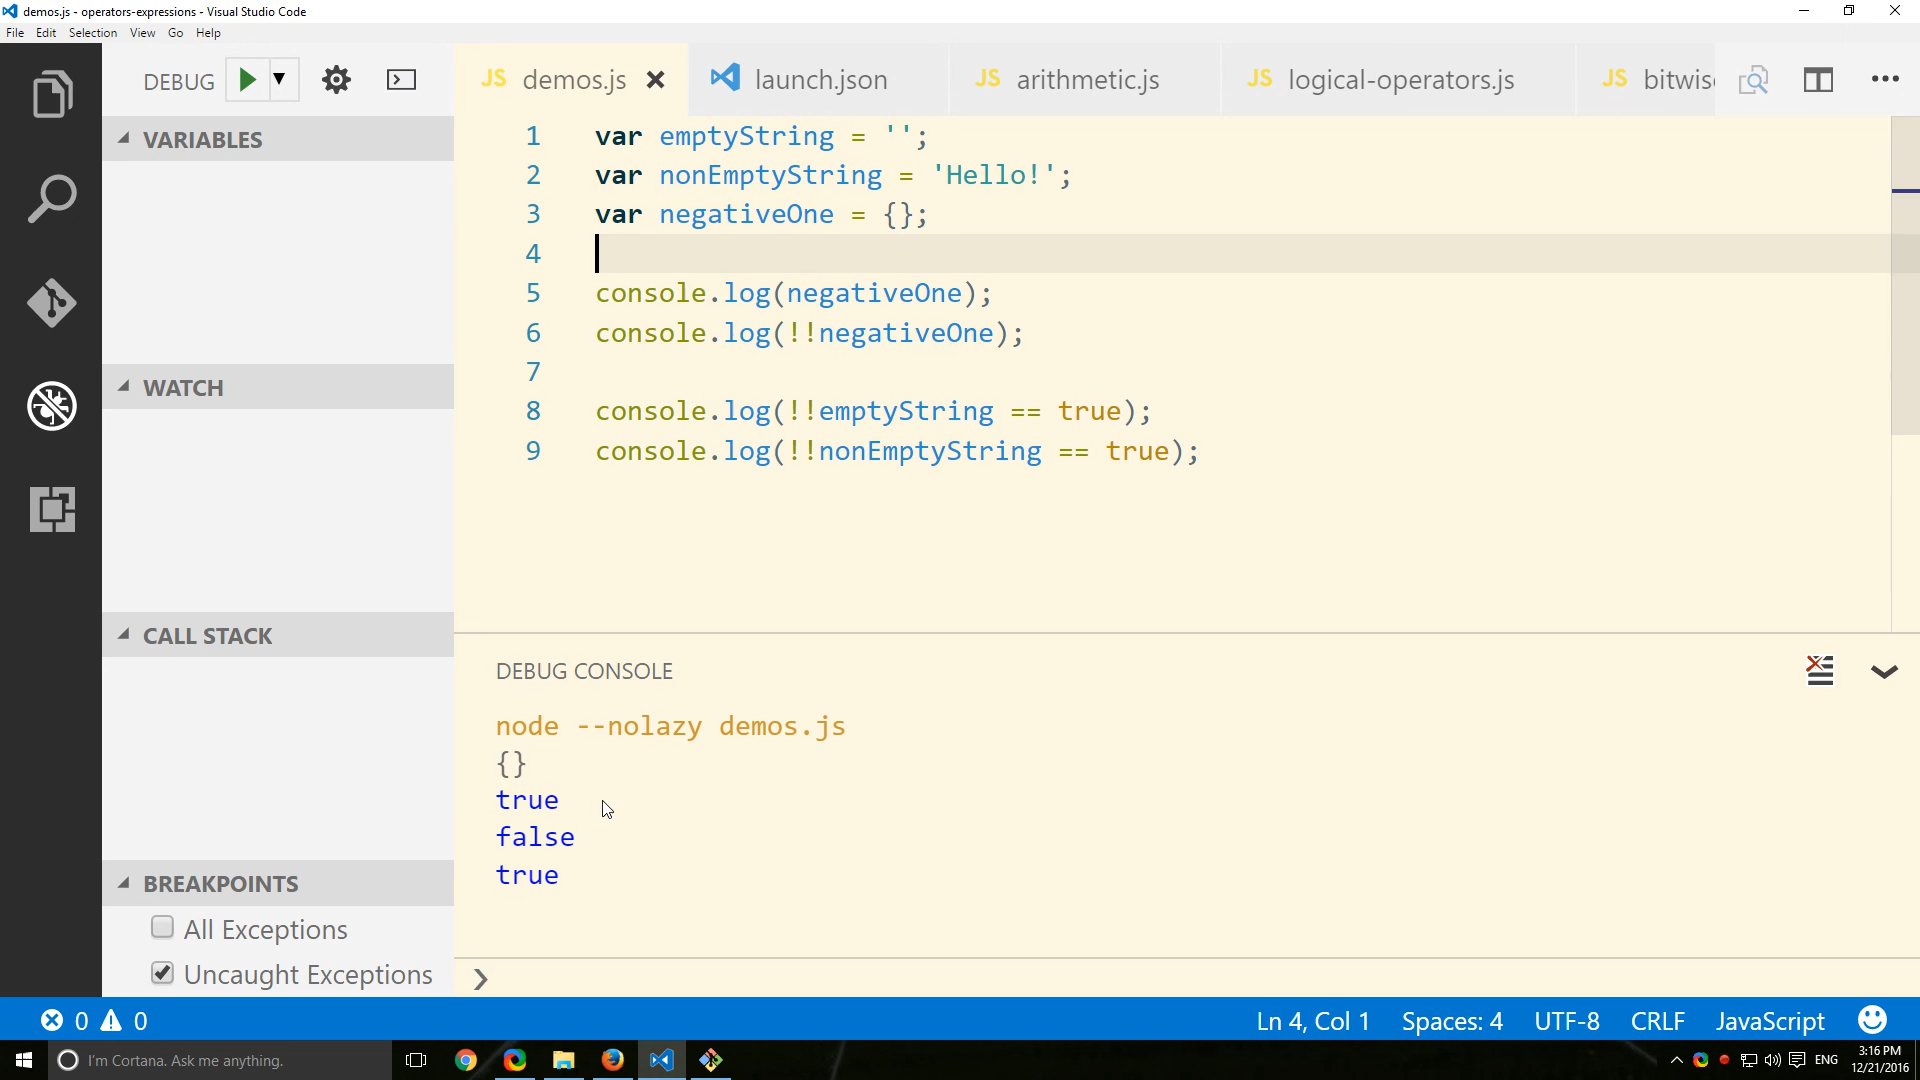 demos.js - operators-expressions - Visual Studio Code
File Edit Selection View Go Help
DEBUG
JS demos.js
launch.json
JS arithmetic.js
JS logical-operators.js
JS bitwis
VARIABLES
WATCH
CALL STACK
BREAKPOINTS
All Exceptions
Uncaught Exceptions
1 var emptyString = '';
2 var nonEmptyString = 'Hello!';
3 var negativeOne = {};
4
5 console.log(negativeOne);
6 console.log(!!negativeOne);
7
8 console.log(!!emptyString == true);
9 console.log(!!nonEmptyString == true);
DEBUG CONSOLE
node --nolazy demos.js
{}
true
false
true
0 0
Ln 4, Col 1 Spaces: 4 UTF-8 CRLF JavaScript
I'm Cortana. Ask me anything.
ENG
3:16 PM
12/21/2016